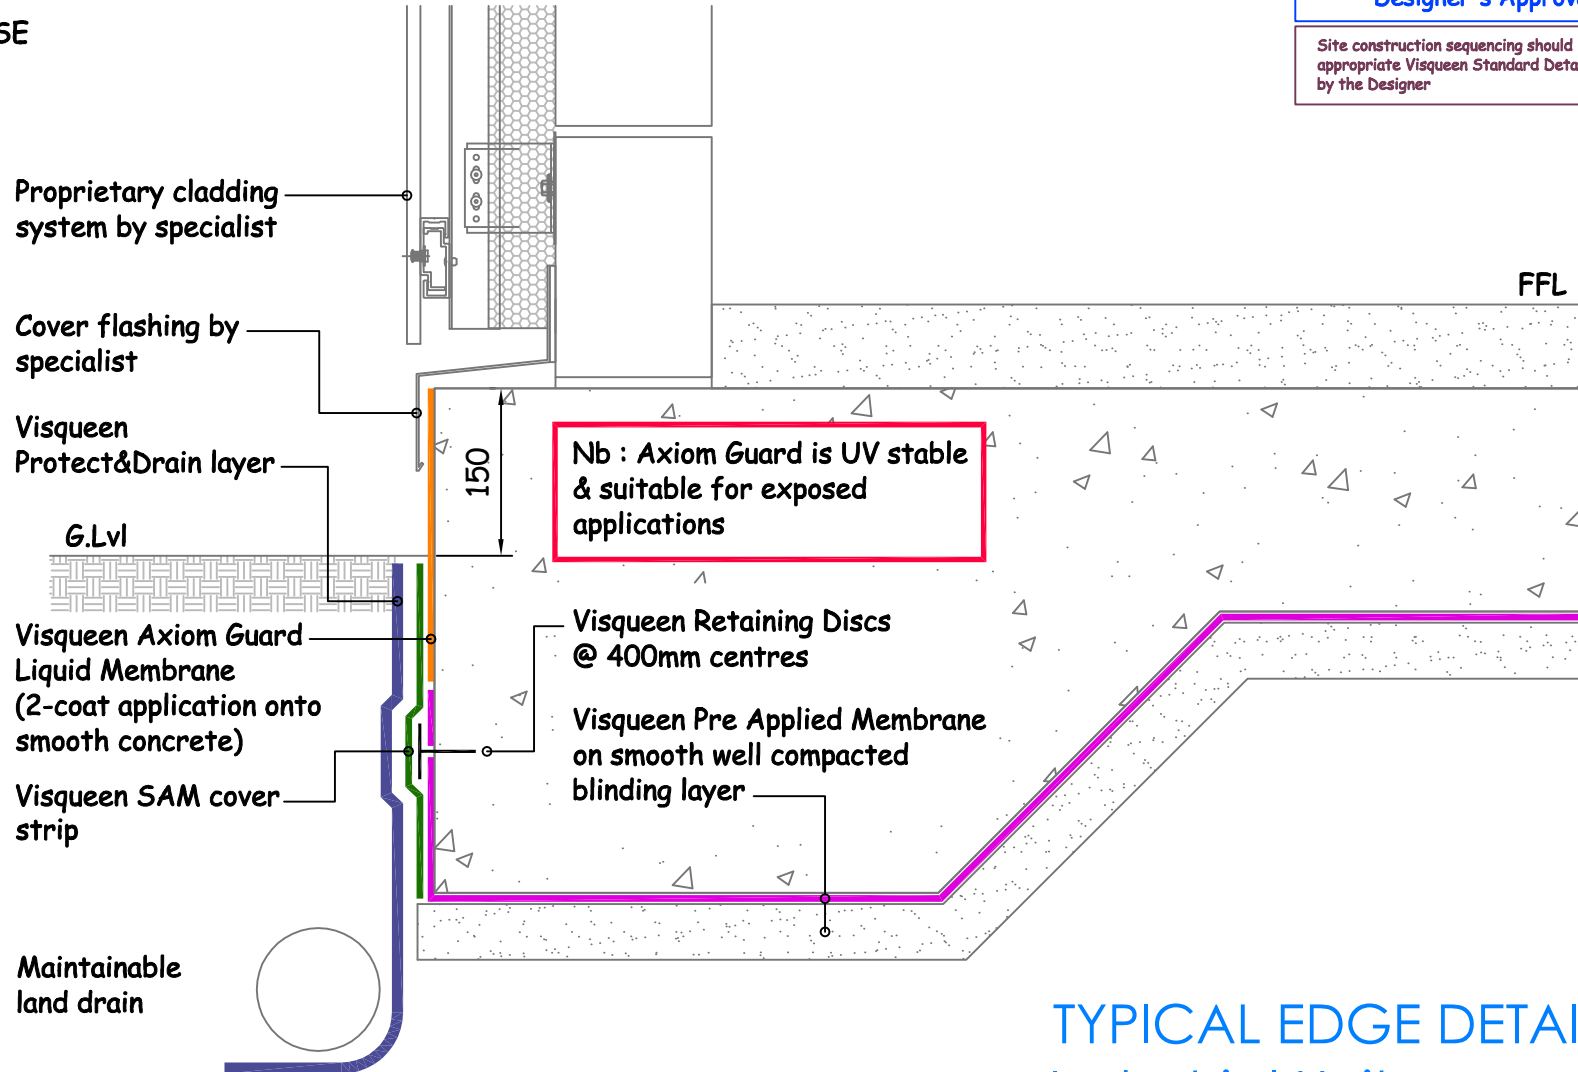 SE
Designer's Approv
Site construction sequencing should
appropriate Visqueen Standard Deta
by the Designer
Proprietary cladding
system by specialist
FFL
Cover flashing by
specialist
Visqueen
Protect&Drain layer
150
Nb : Axiom Guard is UV stable
& suitable for exposed
applications
G.Lvl
Visqueen Axiom Guard
Liquid Membrane
(2-coat application onto
smooth concrete)
Visqueen Retaining Discs
@ 400mm centres
Visqueen Pre Applied Membrane
on smooth well compacted
blinding layer
Visqueen SAM cover
strip
Maintainable
land drain
TYPICAL EDGE DETAI